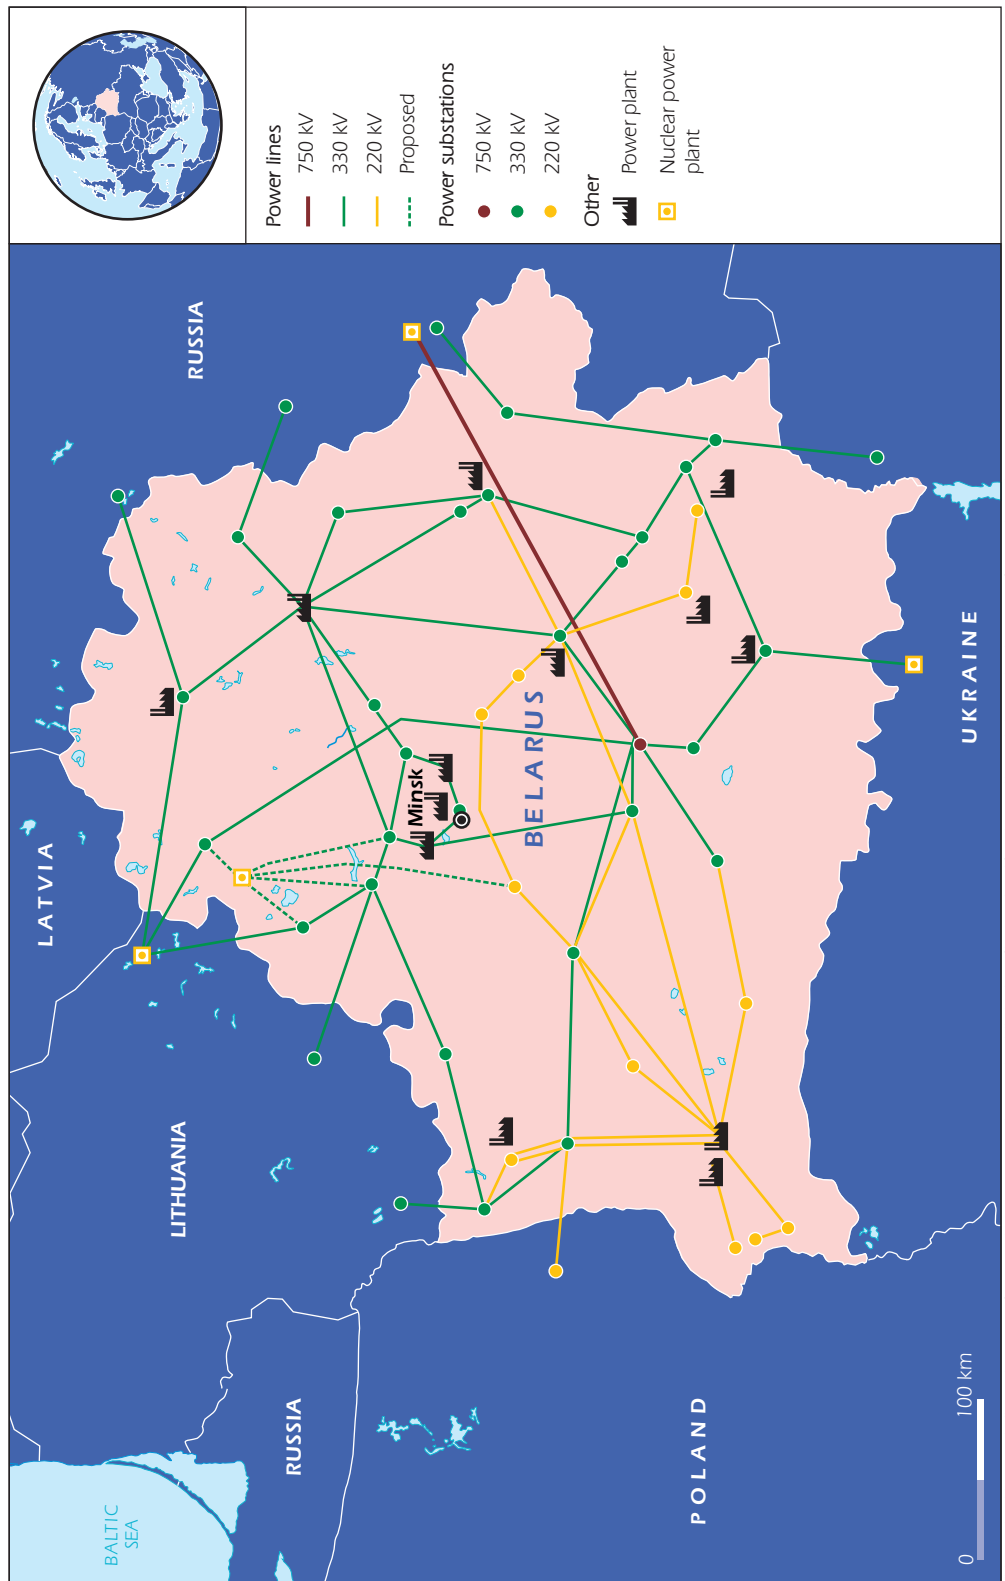 Power lines
750 kV
330 kV
220 kV
Proposed
Power substations
750 kV
330 kV
220 kV
Other
Power plant
Nuclear power
plant
RUSSIA
LATVIA
LITHUANIA
RUSSIA
BALTIC
SEA
Minsk
BELARUS
POLAND
UKRAINE
0
100 km